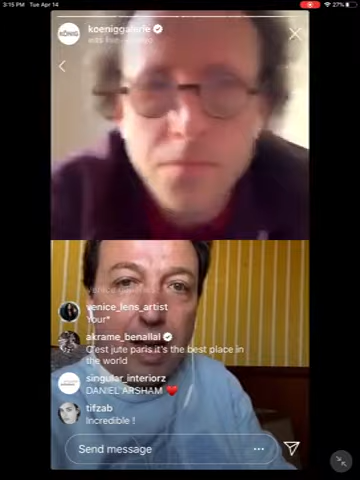 3:15 PM Tue Apr 14
27%
KÖNIG
koeniggalerie
venice_lens_artist
Your*
akrame_benallal
C'est jute paris it's the best place in
the world
singular_interiorz
DANIEL ARSHAM
tifzab
Incredible !
Send message